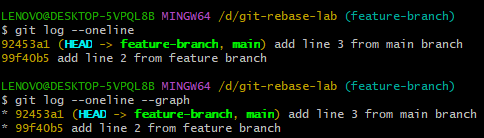 LENOVO@DESKTOP-5VPQL8B MINGW64 /d/git-rebase-lab (feature-branch)
$ git log --oneline
92453a1 (HEAD -> feature-branch, main) add line 3 from main branch
99f40b5 add line 2 from feature branch
LENOVO@DESKTOP-5VPQL8B MINGW64 /d/git-rebase-lab (feature-branch)
$ git log --oneline --graph
* 92453a1 (HEAD -> feature-branch, main) add line 3 from main branch
* 99f40b5 add line 2 from feature branch